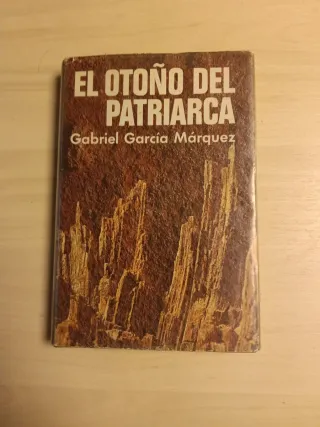 EL OTOÑO DEL
PATRIARCA
Gabriel García Márquez